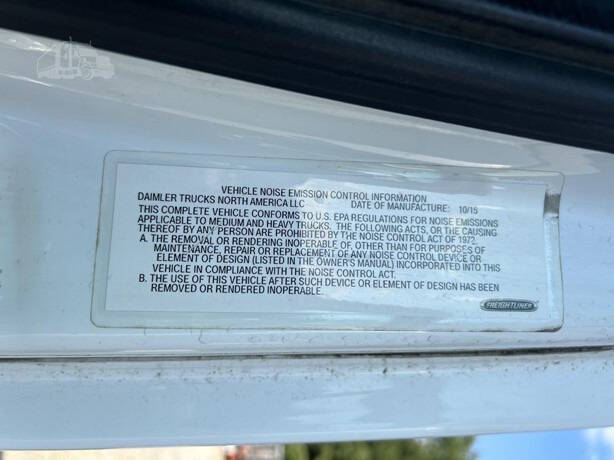 VEHICLE NOISE EMISSION CONTROL INFORMATION
DAIMLER TRUCKS NORTH AMERICA LLC DATE OF MANUFACTURE: 10/15
THIS COMPLETE VEHICLE CONFORMS TO U.S. EPA REGULATIONS FOR NOISE EMISSIONS
APPLICABLE TO MEDIUM AND HEAVY TRUCKS. THE FOLLOWING ACTS, OR THE CAUSING
THEREOF BY ANY PERSON ARE PROHIBITED BY THE NOISE CONTROL ACT OF 1972.
A. THE REMOVAL OR RENDERING INOPERABLE OF, OTHER THAN FOR PURPOSES OF
MAINTENANCE, REPAIR OR REPLACEMENT OF ANY NOISE CONTROL DEVICE OR
ELEMENT OF DESIGN (LISTED IN THE OWNER'S MANUAL) INCORPORATED INTO THIS
VEHICLE IN COMPLIANCE WITH THE NOISE CONTROL ACT.
B. THE USE OF THIS VEHICLE AFTER SUCH DEVICE OR ELEMENT OF DESIGN HAS BEEN
REMOVED OR RENDERED INOPERABLE.
FREIGHTLINER